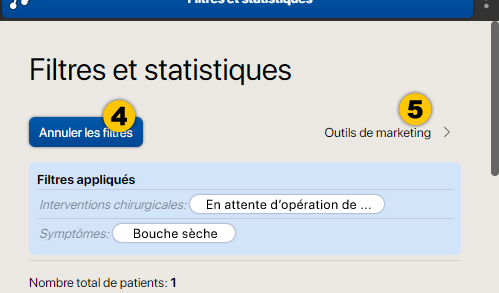 Filtres et statistiques
Filtres et statistiques
4
5
Annuler les filtres
Outils de marketing
Filtres appliqués
Interventions chirurgicales: En attente d'opération de ...
Symptômes: Bouche sèche
Nombre total de patients: 1